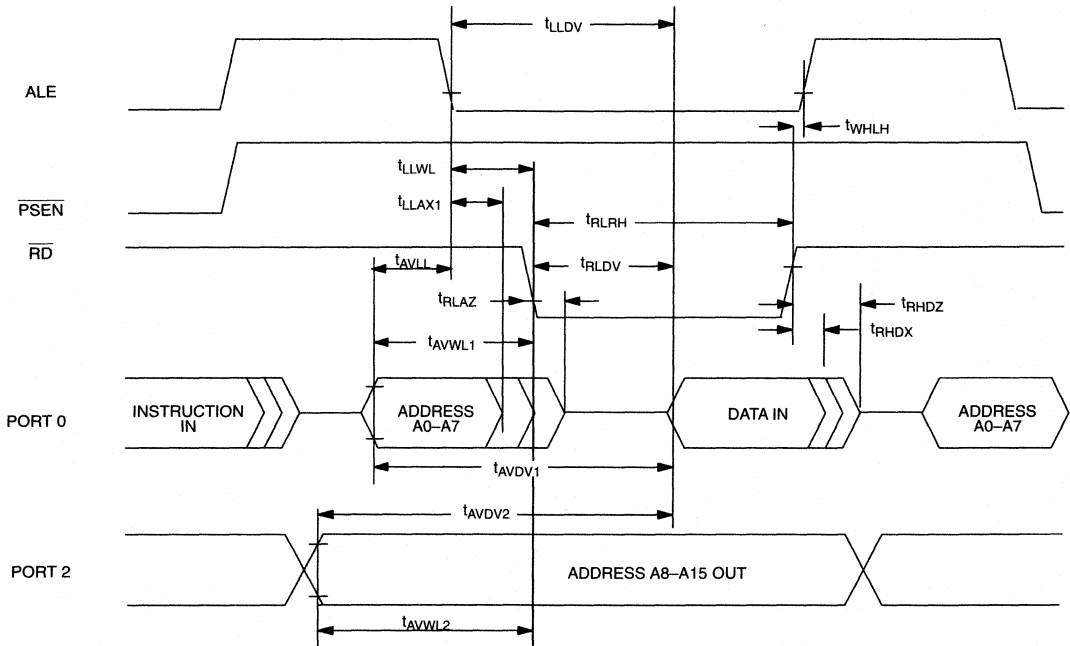 tLLDV
ALE
tWHLH
tLLWL
tLLAX1
PSEN
tRLRH
RD
tAVLL
tRLDV
tRLAZ
tRHDZ
tRHDX
tAVWL1
PORT 0
INSTRUCTION
IN
ADDRESS
A0–A7
DATA IN
ADDRESS
A0–A7
tAVDV1
tAVDV2
PORT 2
ADDRESS A8–A15 OUT
tAVWL2